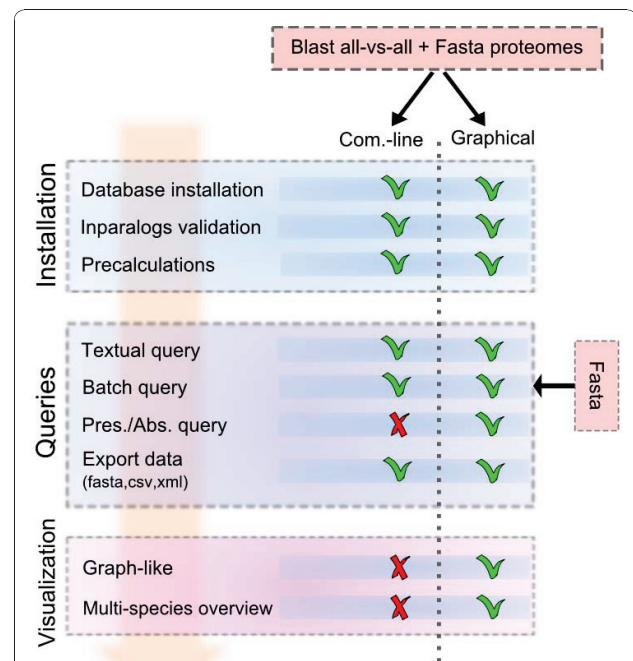 Blast all-vs-all + Fasta proteomes
Com.-line
Graphical
Installation
Database installation
Inparalogs validation
Precalculations
Queries
Textual query
Batch query
Pres./Abs. query
Export data
(fasta,csv,xml)
Fasta
Visualization
Graph-like
Multi-species overview